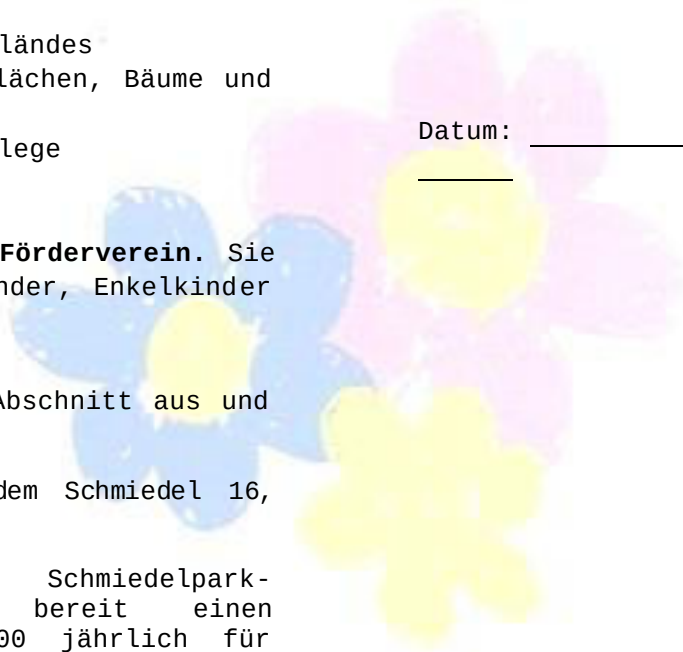 ländes
lächen, Bäume und
lege
Förderverein. Sie
nder, Enkelkinder
Abschnitt aus und
dem Schmiedel 16,
Schmiedelpark-
bereit einen
00 jährlich für
Datum: